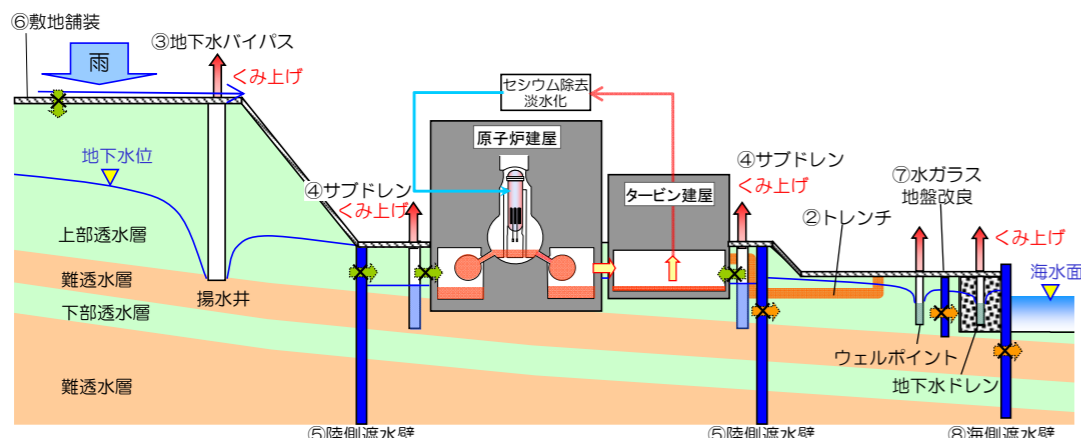 ⑥敷地舗装
雨
③地下水バイパス
くみ上げ
セシウム除去
淡水化
原子炉建屋
地下水位
④サブドレン
くみ上げ
タービン建屋
④サブドレン
くみ上げ
⑦水ガラス
地盤改良
②トレンチ
くみ上げ
海水面
上部透水層
難透水層
揚水井
下部透水層
ウェルポイント
地下水ドレン
難透水層
⑤陸側遮水壁
⑤陸側遮水壁
⑧海側遮水壁